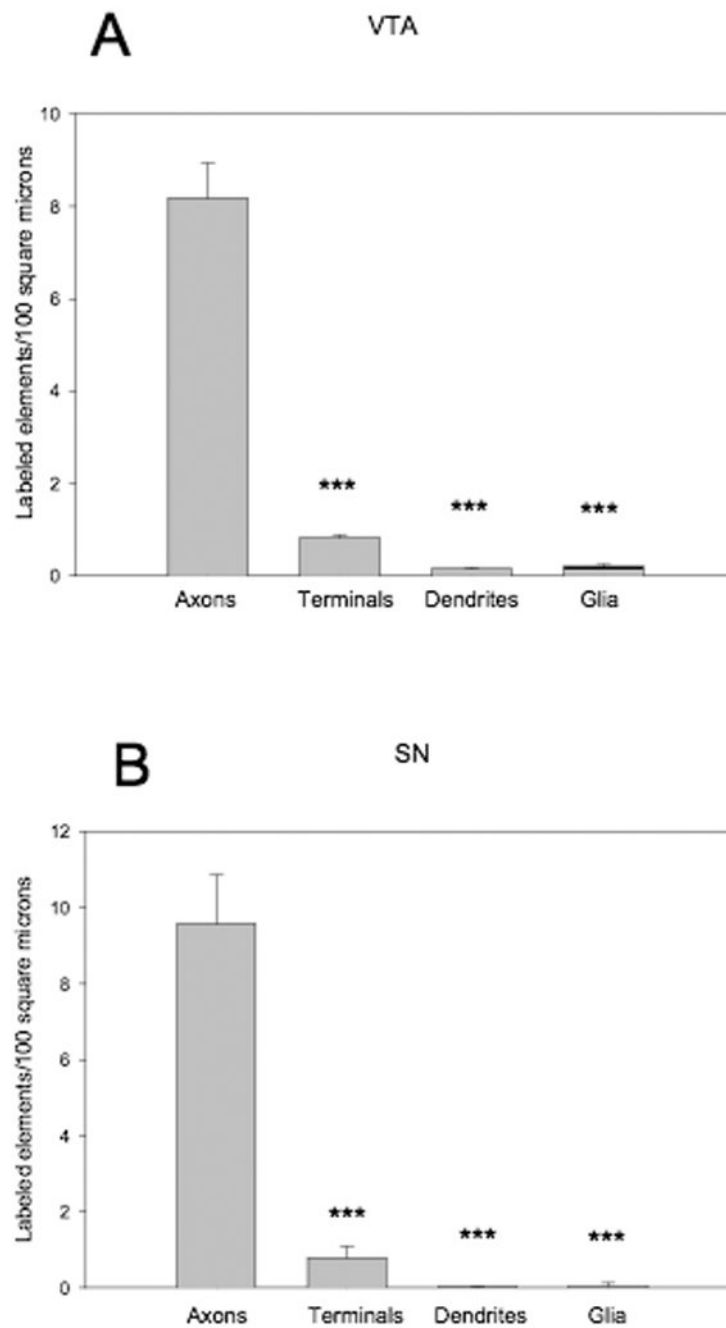 A
VTA
Labeled elements/100 square microns
10
8
6
4
2
0
***
***
***
Axons
Terminals
Dendrites
Glia
B
SN
Labeled elements/100 square microns
12
10
8
6
4
2
0
***
***
***
Axons
Terminals
Dendrites
Glia